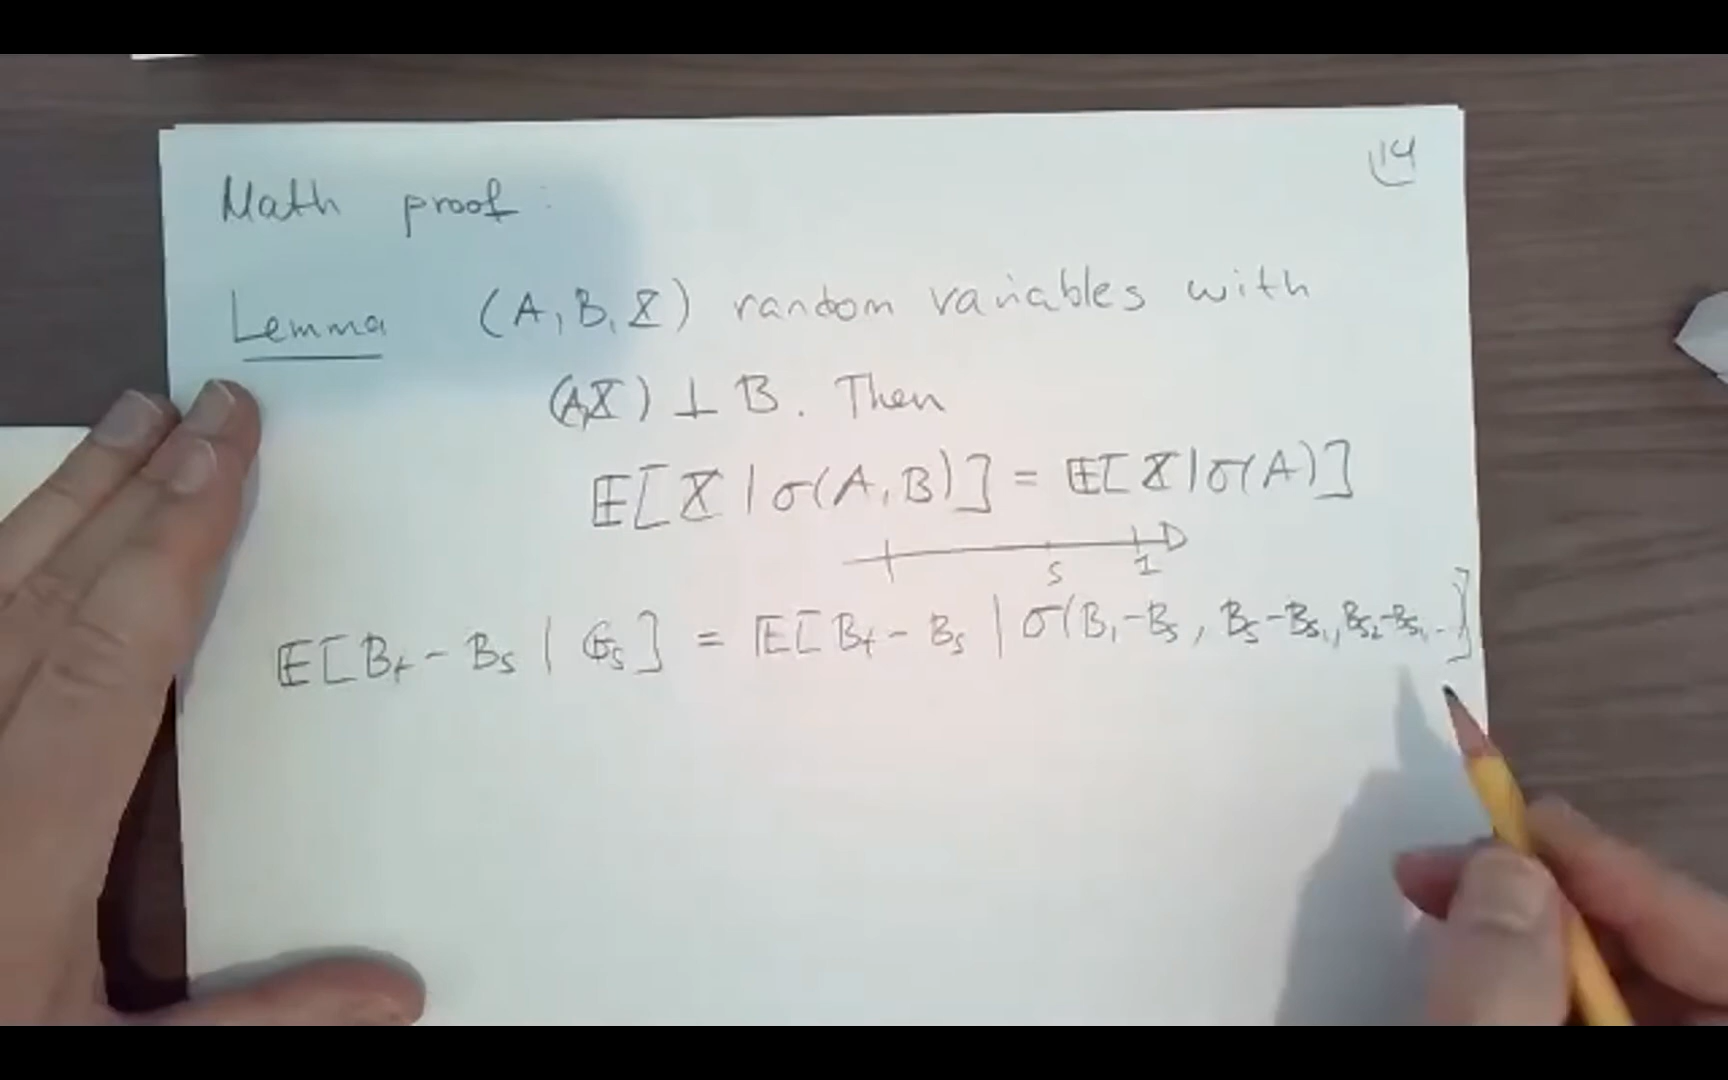 14
Math proof:
Lemma (A, B, X) random variables with
(A,X) ⊥ B. Then
𝔼[X | σ(A, B)] = 𝔼[X | σ(A)]
s 1
𝔼[B_t - B_s | G_s] = 𝔼[B_t - B_s | σ(B_1 - B_s, B_s - B_{s_1}, B_{s_2} - B_{s_1}, ..]